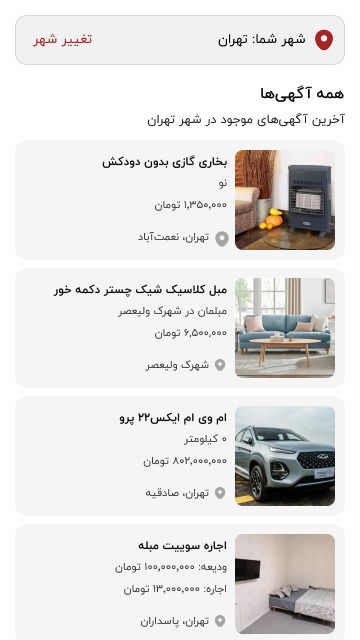 شهر شما: تهران
تغییر شهر
همه آگهی‌ها
آخرین آگهی‌های موجود در شهر تهران
بخاری گازی بدون دودکش
نو
۱,۳۵۰,۰۰۰ تومان
تهران، نعمت‌آباد
مبل کلاسیک شیک چستر دکمه خور
مبلمان در شهرک ولیعصر
۶,۵۰۰,۰۰۰ تومان
شهرک ولیعصر
ام وی ام ایکس۲۲ پرو
۰ کیلومتر
۸۰۲,۰۰۰,۰۰۰ تومان
تهران، صادقیه
اجاره سوییت مبله
ودیعه: ۱۰۰,۰۰۰,۰۰۰ تومان
اجاره: ۱۳,۰۰۰,۰۰۰ تومان
تهران، پاسداران